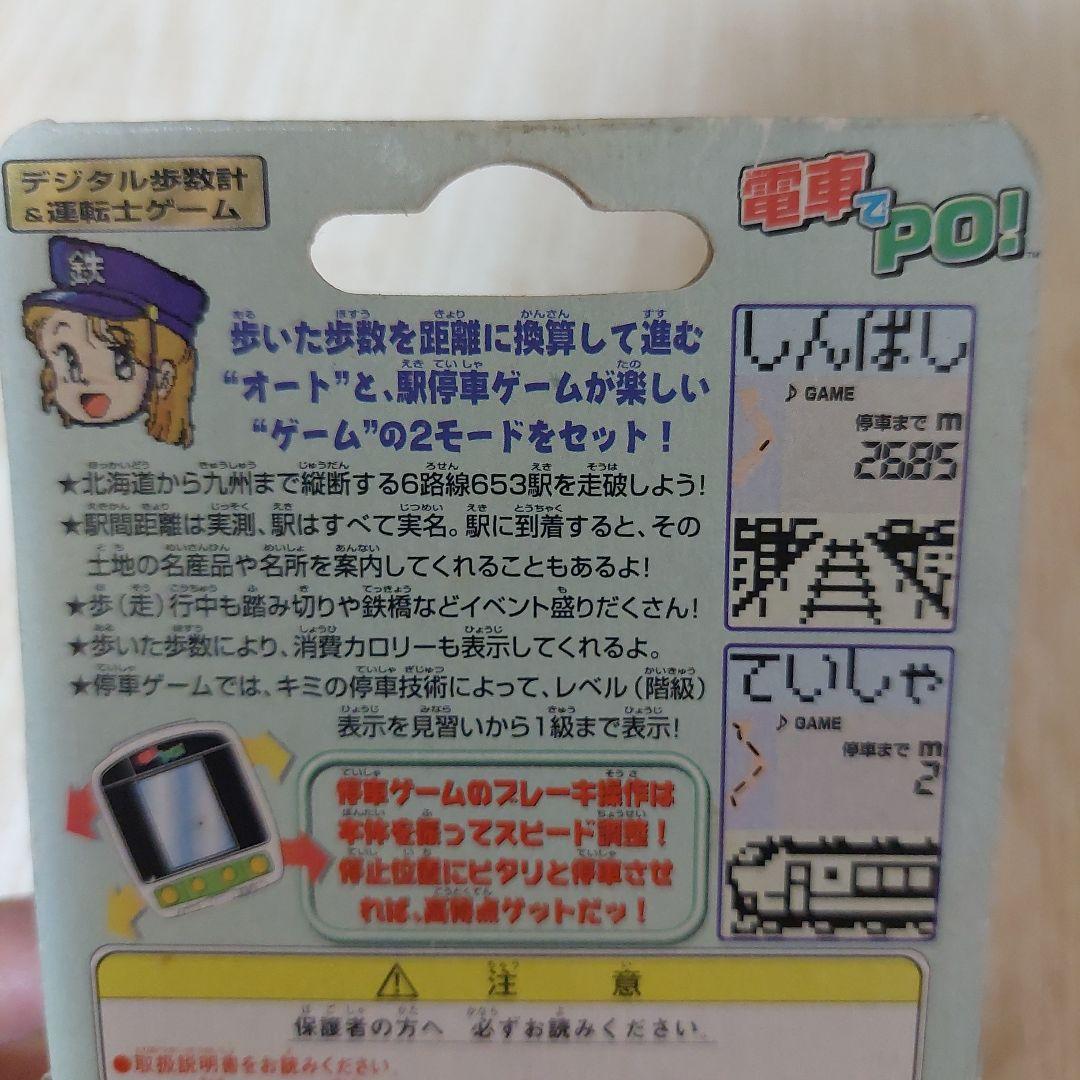 デジタル歩数計
&運転士ゲーム
電車でPO!™
鉄
歩いた歩数を距離に換算して進む
“オート”と、駅停車ゲームが楽しい
“ゲーム”の2モードをセット！
★北海道から九州まで縦断する6路線653駅を走破しよう!
★駅間距離は実測、駅はすべて実名。駅に到着すると、その
土地の名産品や名所を案内してくれることもあるよ!
★歩(走)行中も踏み切りや鉄橋などイベント盛りだくさん!
★歩いた歩数により、消費カロリーも表示してくれるよ。
★停車ゲームでは、キミの停車技術によって、レベル(階級)
表示を見習いから1級まで表示!
停車ゲームのブレーキ操作は
本体を振ってスピード調整！
停止位置にピタリと停車させ
れば、高得点ゲットだッ！
しんばし
♪ GAME
停車まで m
2685
ていしゃ
♪ GAME
停車まで m
2
⚠ 注意
保護者の方へ 必ずお読みください。
●取扱説明書をお読みください